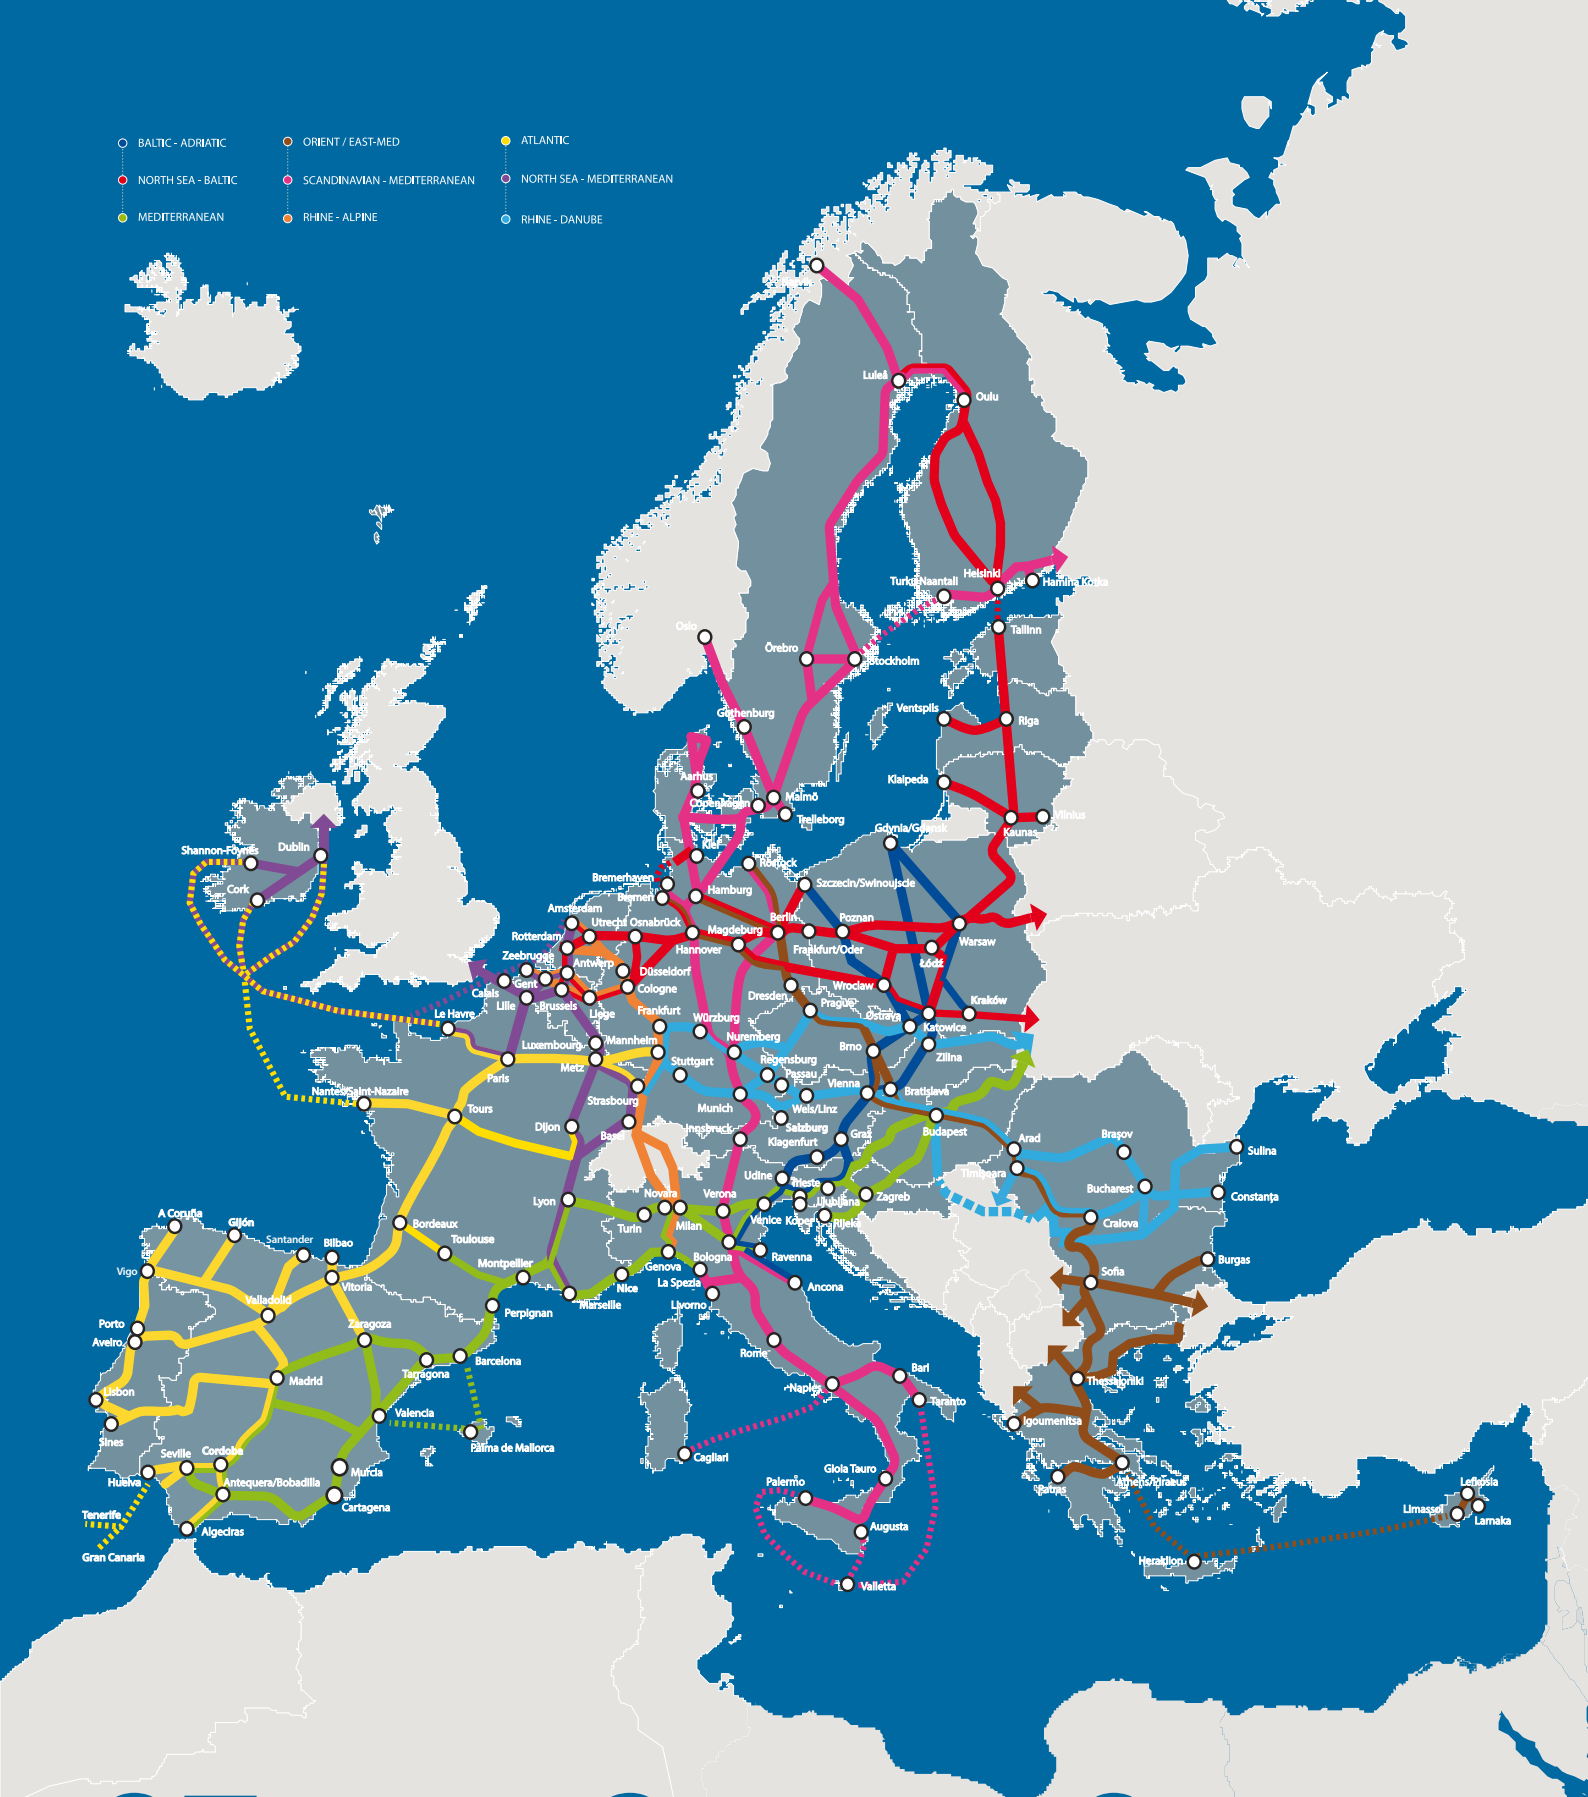 BALTIC - ADRIATIC
ORIENT / EAST-MED
ATLANTIC
NORTH SEA - BALTIC
SCANDINAVIAN - MEDITERRANEAN
NORTH SEA - MEDITERRANEAN
MEDITERRANEAN
RHINE - ALPINE
RHINE - DANUBE
Luleå
Oulu
Helsinki
Turku/Naantali
Hamina Kotka
Oslo
Tallinn
Örebro
Stockholm
Ventspils
Gothenburg
Riga
Aarhus
Klaipeda
Copenhagen
Malmö
Trelleborg
Vilnius
Kaunas
Gdynia/Gdansk
Shannon-Foynes
Dublin
Kiel
Rostock
Cork
Bremerhaven
Szczecin/Swinoujscie
Bremen
Hamburg
Amsterdam
Utrecht
Osnabrück
Berlin
Poznan
Rotterdam
Magdeburg
Warsaw
Hannover
Frankfurt/Oder
Zeebrugge
Antwerp
Łódź
Düsseldorf
Gent
Cologne
Wroclaw
Calais
Dresden
Kraków
Lille
Brussels
Liege
Prague
Le Havre
Frankfurt
Würzburg
Ostrava
Katowice
Luxembourg
Mannheim
Nuremberg
Brno
Zilina
Metz
Stuttgart
Regensburg
Paris
Passau
Vienna
Nantes/Saint-Nazaire
Strasbourg
Bratislava
Tours
Munich
Wels/Linz
Budapest
Dijon
Basel
Innsbruck
Salzburg
Klagenfurt
Graz
Arad
Braşov
Sulina
Timişoara
Udine
Trieste
Bucharest
Constanţa
Lyon
Novara
Verona
Ljubljana
Zagreb
A Coruña
Turin
Milan
Venice
Koper
Rijeka
Craiova
Gijón
Bordeaux
Santander
Bilbao
Toulouse
Bologna
Ravenna
Vigo
Montpellier
Genova
Burgas
Vitoria
Nice
La Spezia
Ancona
Sofia
Valladolid
Marseille
Livorno
Perpignan
Porto
Zaragoza
Aveiro
Rome
Barcelona
Tarragona
Bari
Madrid
Naples
Thessaloniki
Lisbon
Taranto
Valencia
Igoumenitsa
Sines
Palma de Mallorca
Seville
Cordoba
Cagliari
Gioia Tauro
Murcia
Huelva
Antequera/Bobadilla
Palermo
Patras
Athens/Piraeus
Lefkosia
Cartagena
Limassol
Tenerife
Larnaka
Algeciras
Augusta
Gran Canaria
Heraklion
Valletta